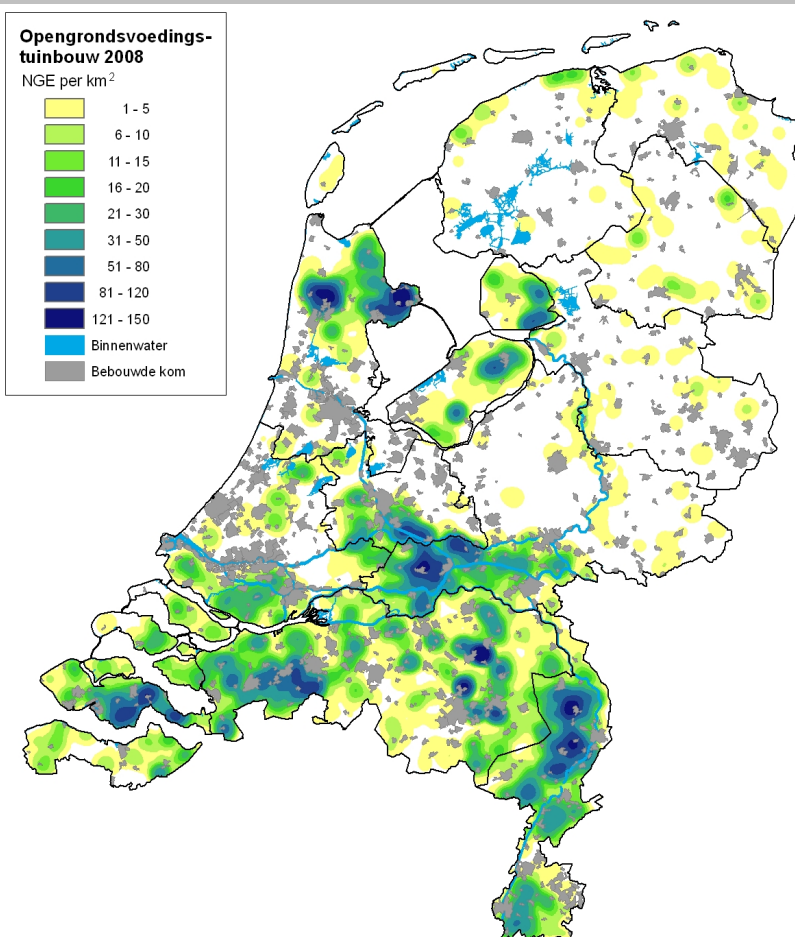 Opengrondsvoedings-
tuinbouw 2008
NGE per km²
1 - 5
6 - 10
11 - 15
16 - 20
21 - 30
31 - 50
51 - 80
81 - 120
121 - 150
Binnenwater
Bebouwde kom